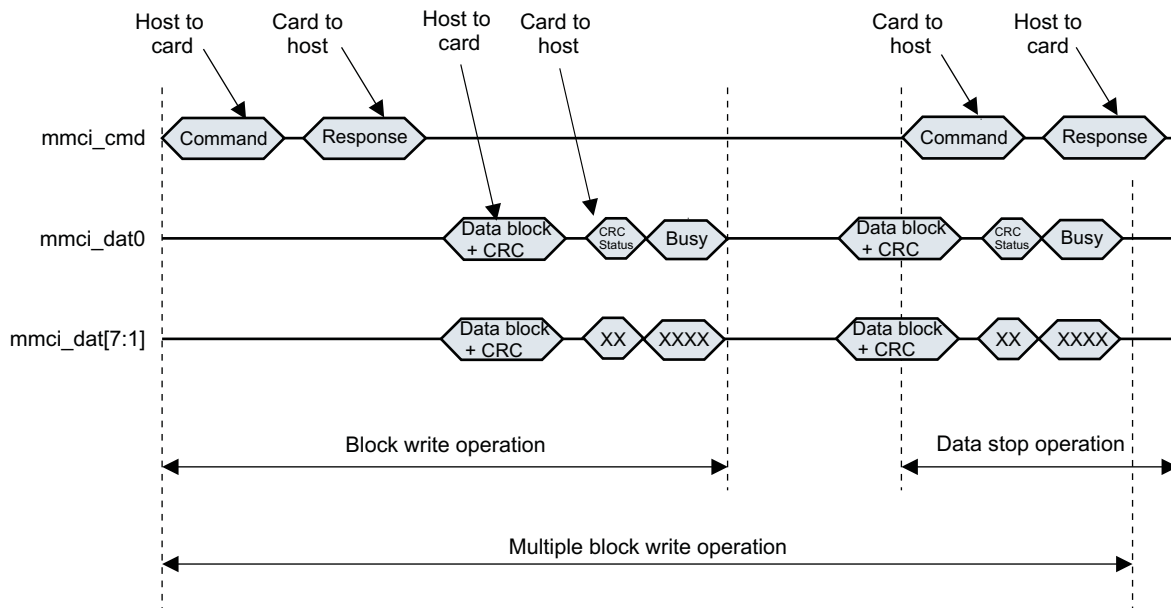 Host to
card
Card to
host
Host to
card
Card to
host
Card to
host
Host to
card
mmci_cmd
Command
Response
Command
Response
mmci_dat0
Data block
+ CRC
CRC
Status
Busy
Data block
+ CRC
CRC
Status
Busy
mmci_dat[7:1]
Data block
+ CRC
XX
XXXX
Data block
+ CRC
XX
XXXX
Block write operation
Data stop operation
Multiple block write operation